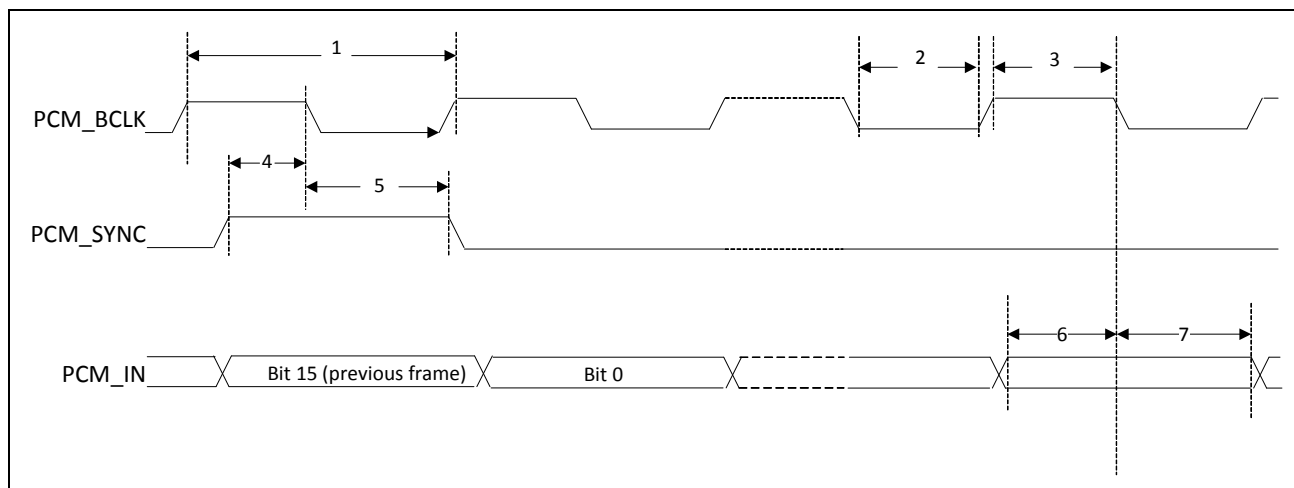 1
2
3
PCM_BCLK
4
5
PCM_SYNC
6
7
PCM_IN
Bit 15 (previous frame)
Bit 0